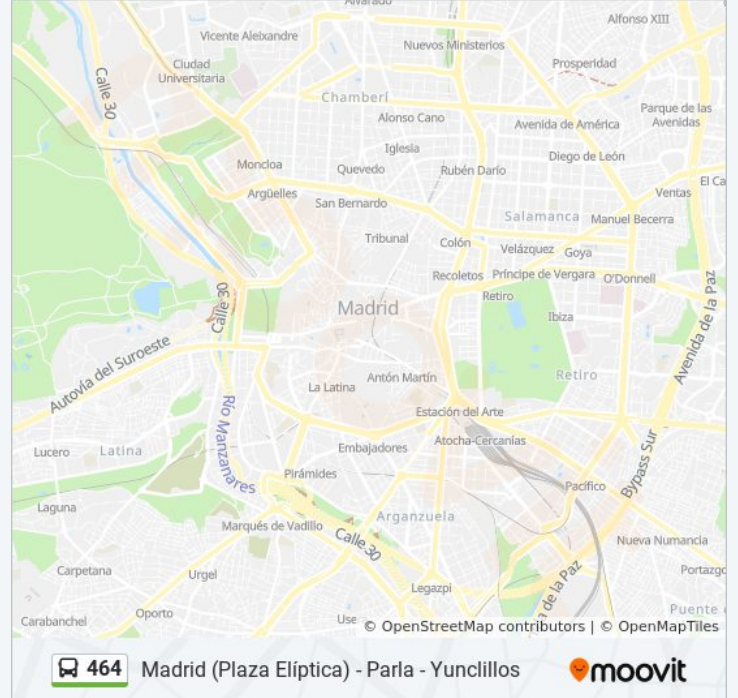 Alvarado
Alfonso XIII
Vicente Aleixandre
Nuevos Ministerios
Ciudad
Universitaria
Prosperidad
Calle 30
Chamberí
Parque de las
Avenidas
Alonso Cano
Avenida de América
Iglesia
Diego de León
Moncloa
Quevedo
Rubén Darío
El Ca
Argüelles
San Bernardo
Ventas
Salamanca
Manuel Becerra
Tribunal
Colón
Velázquez
Goya
Recoletos
Príncipe de Vergara
O'Donnell
Calle 30
Retiro
Madrid
Ibiza
Avenida de la Paz
Autovía del Suroeste
La Latina
Antón Martín
Retiro
Río Manzanares
Estación del Arte
Atocha-Cercanías
Lucero
Latina
Embajadores
Bypass Sur
Pirámides
Pacífico
Laguna
Marqués de Vadillo
Arganzuela
Calle 30
Nueva Numancia
Carpetana
Urgel
Portazgo
Legazpi
a de la Paz
Carabanchel
Oporto
Use
Puente
© OpenStreetMap contributors | © OpenMapTiles
464
Madrid (Plaza Elíptica) - Parla - Yunclillos
moovit